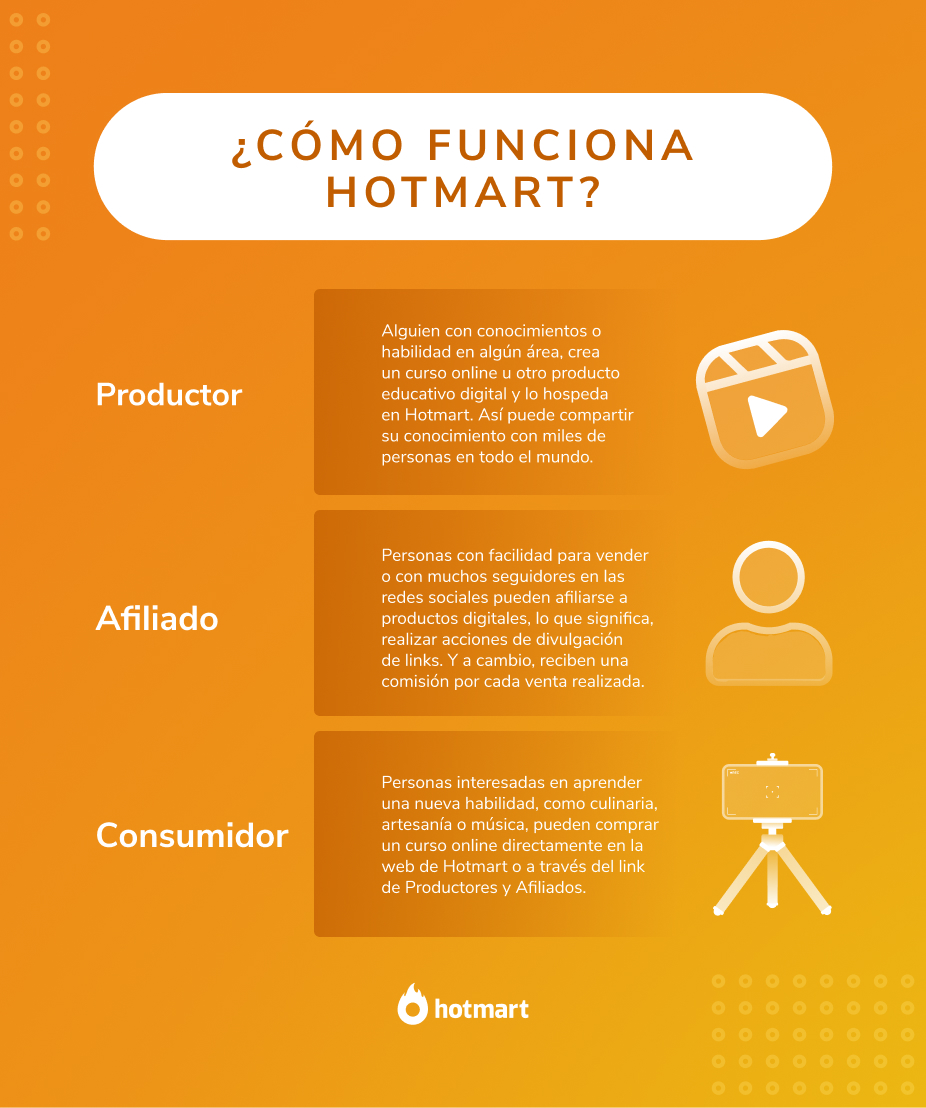 ¿CÓMO FUNCIONA
HOTMART?
Productor
Alguien con conocimientos o
habilidad en algún área, crea
un curso online u otro producto
educativo digital y lo hospeda
en Hotmart. Así puede compartir
su conocimiento con miles de
personas en todo el mundo.
Afiliado
Personas con facilidad para vender
o con muchos seguidores en las
redes sociales pueden afiliarse a
productos digitales, lo que significa,
realizar acciones de divulgación
de links. Y a cambio, reciben una
comisión por cada venta realizada.
Consumidor
Personas interesadas en aprender
una nueva habilidad, como culinaria,
artesanía o música, pueden comprar
un curso online directamente en la
web de Hotmart o a través del link
de Productores y Afiliados.
hotmart